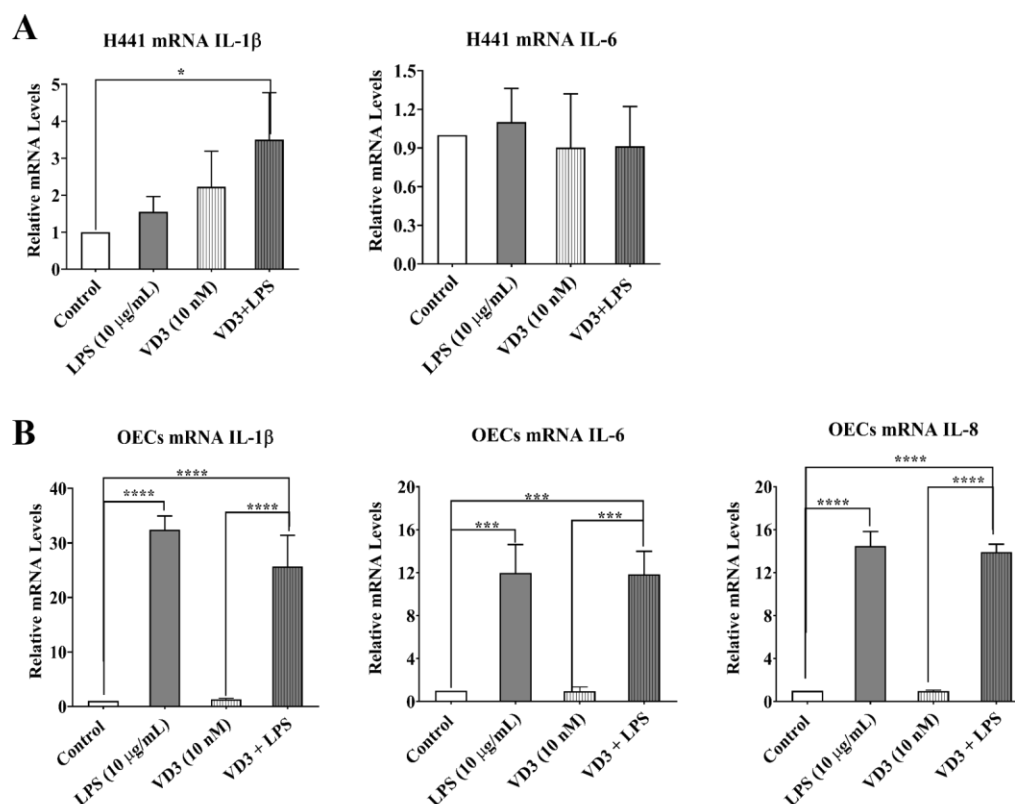 A
H441 mRNA IL-1β
Relative mRNA Levels
5
4
3
2
1
0
*
Control
LPS (10 μg/mL)
VD3 (10 nM)
VD3+LPS
H441 mRNA IL-6
Relative mRNA Levels
1.5
1.2
0.9
0.6
0.3
0.0
Control
LPS (10 μg/mL)
VD3 (10 nM)
VD3+LPS
B
OECs mRNA IL-1β
Relative mRNA Levels
40
30
20
10
0
****
****
****
Control
LPS (10 μg/mL)
VD3 (10 nM)
VD3 + LPS
OECs mRNA IL-6
Relative mRNA Levels
20
16
12
8
4
0
***
***
***
Control
LPS (10 μg/mL)
VD3 (10 nM)
VD3 + LPS
OECs mRNA IL-8
Relative mRNA Levels
20
16
12
8
4
0
****
****
****
Control
LPS (10 μg/mL)
VD3 (10 nM)
VD3 + LPS